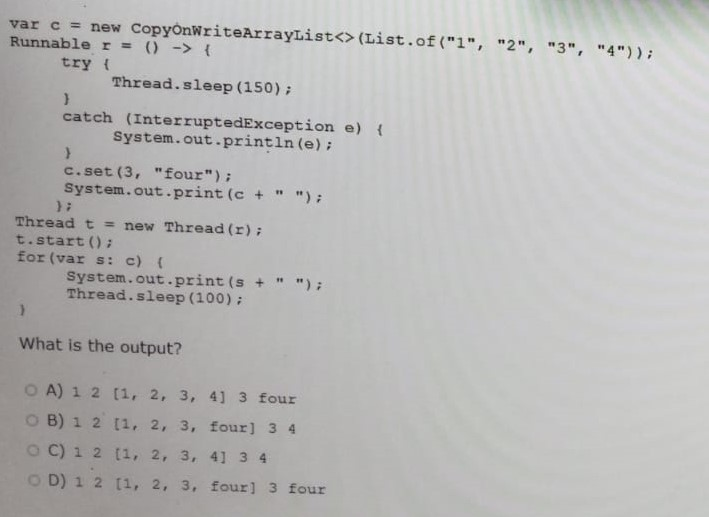 var c = new CopyOnWriteArrayList<>(List.of("1", "2", "3", "4"));
Runnable r = () -> {
try {
Thread.sleep(150);
}
catch (InterruptedException e) {
System.out.println(e);
}
c.set(3, "four");
System.out.print(c + " ");
};
Thread t = new Thread(r);
t.start();
for(var s: c) {
System.out.print(s + " ");
Thread.sleep(100);
}
What is the output?
A) 1 2 [1, 2, 3, 4] 3 four
B) 1 2 [1, 2, 3, four] 3 4
C) 1 2 [1, 2, 3, 4] 3 4
D) 1 2 [1, 2, 3, four] 3 four